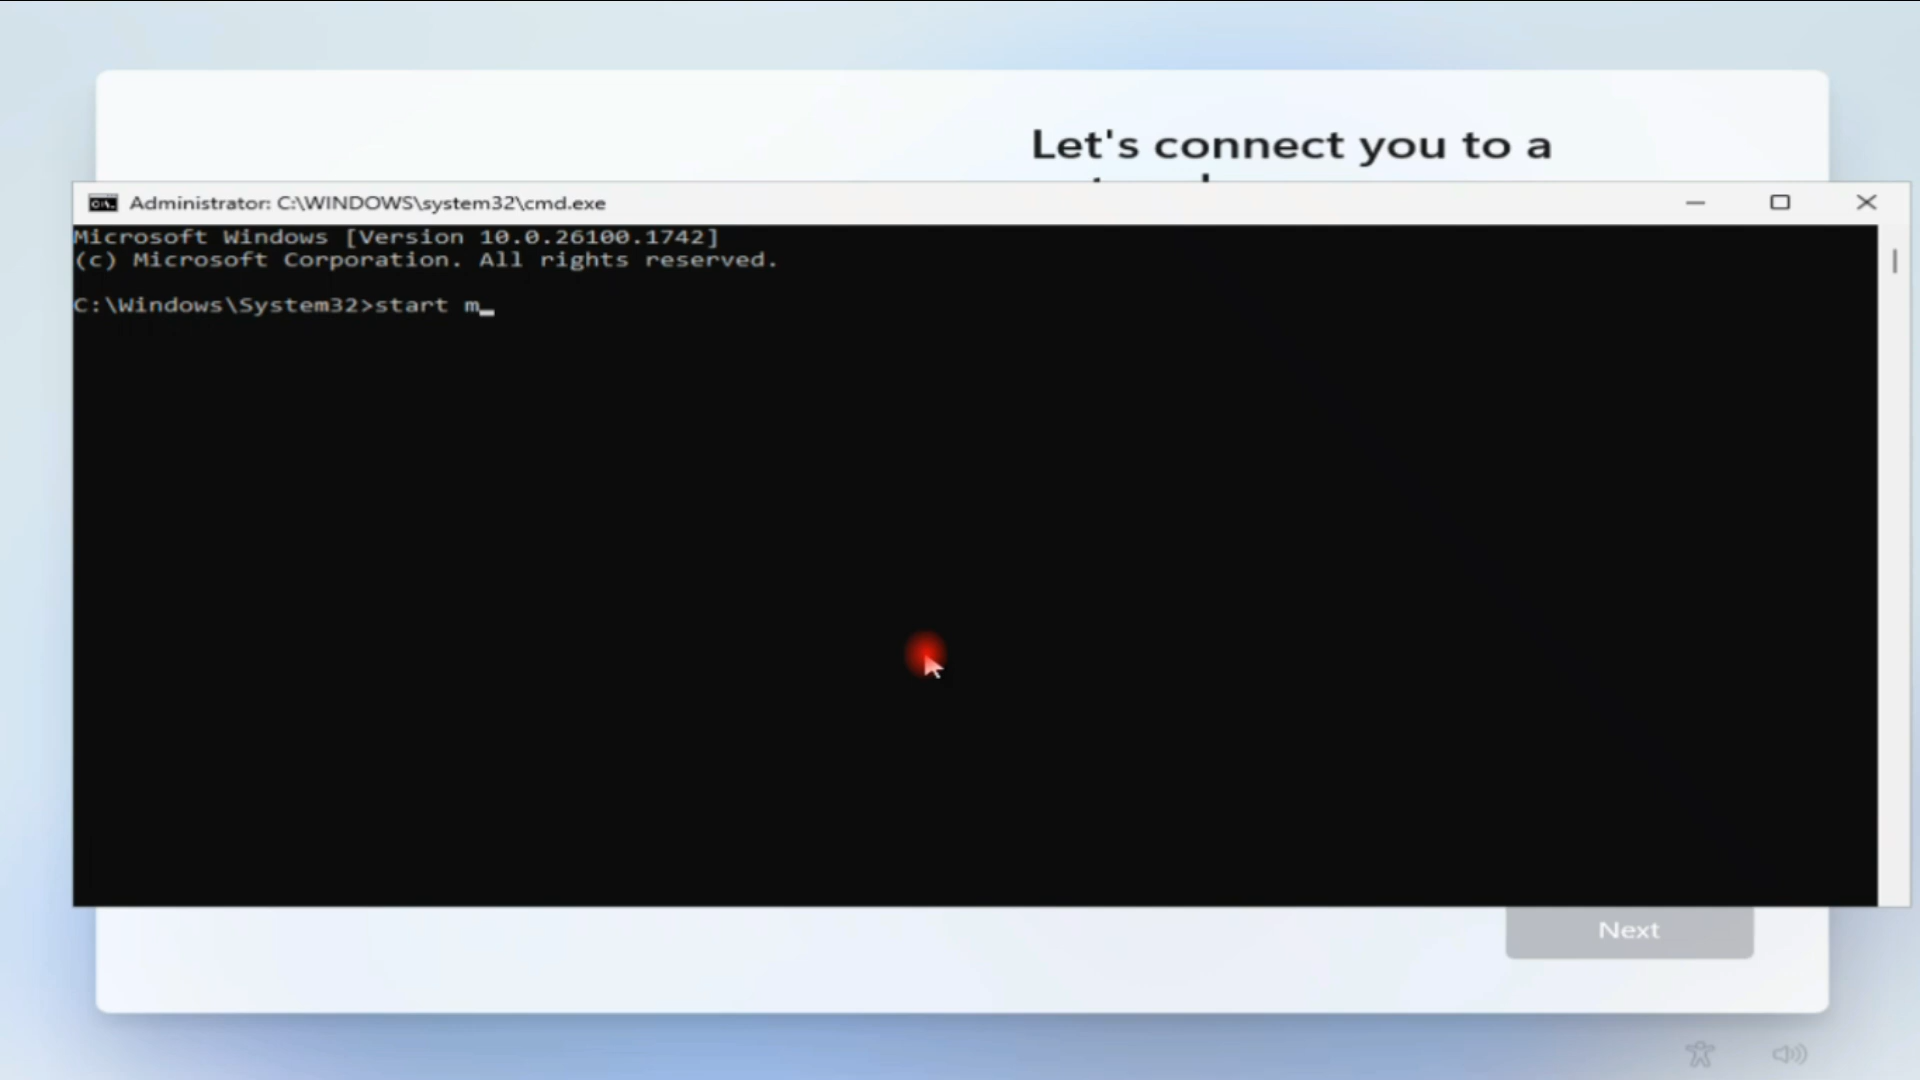 Let's connect you to a
Administrator: C:\WINDOWS\system32\cmd.exe
Microsoft Windows [Version 10.0.26100.1742]
(c) Microsoft Corporation. All rights reserved.
C:\Windows\System32>start m
Next